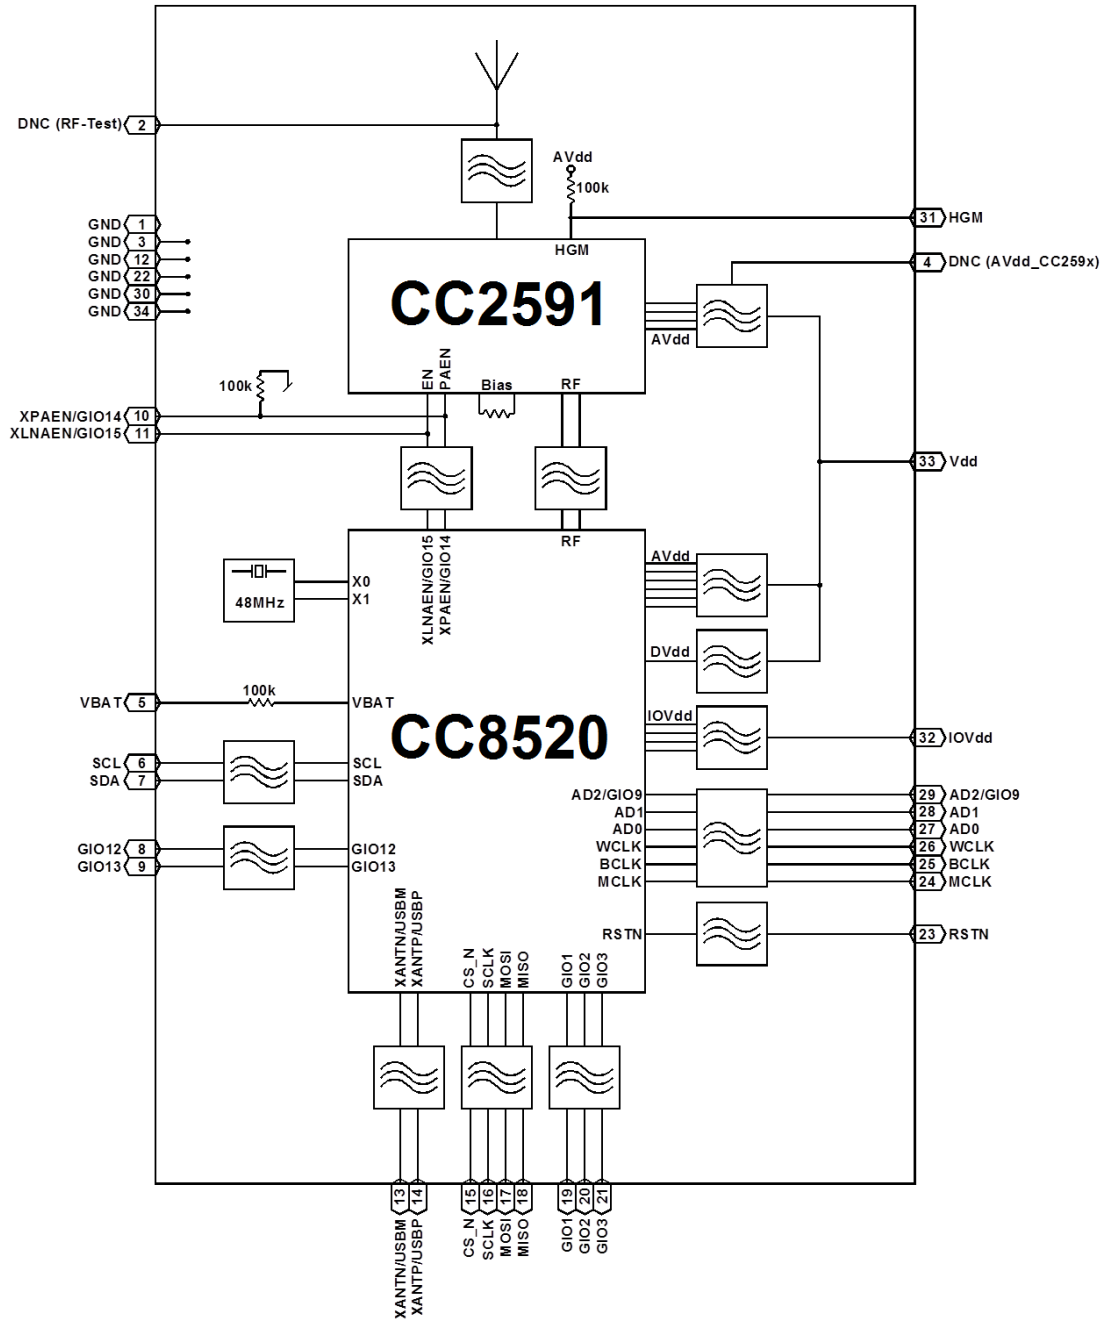 DNC (RF-Test) 2
AVdd
100k
GND 1
GND 3
GND 12
GND 22
GND 30
GND 34
31 HGM
HGM
4 DNC (AVdd_CC259x)
CC2591
AVdd
EN
PAEN
Bias
RF
100k
XPAEN/GIO14 10
XLNAEN/GIO15 11
33 Vdd
XLNAEN/GIO15
XPAEN/GIO14
RF
AVdd
48MHz
X0
X1
DVdd
VBAT 5
100k
VBAT
CC8520
IOVdd
32 IOVdd
SCL 6
SDA 7
SCL
SDA
AD2/GIO9
AD1
AD0
WCLK
BCLK
MCLK
29 AD2/GIO9
28 AD1
27 AD0
26 WCLK
25 BCLK
24 MCLK
GIO12 8
GIO13 9
GIO12
GIO13
RSTN
23 RSTN
XANTN/USBM
XANTP/USBP
CS_N
SCLK
MOSI
MISO
GIO1
GIO2
GIO3
13 XANTN/USBM
14 XANTP/USBP
15 CS_N
16 SCLK
17 MOSI
18 MISO
19 GIO1
20 GIO2
21 GIO3